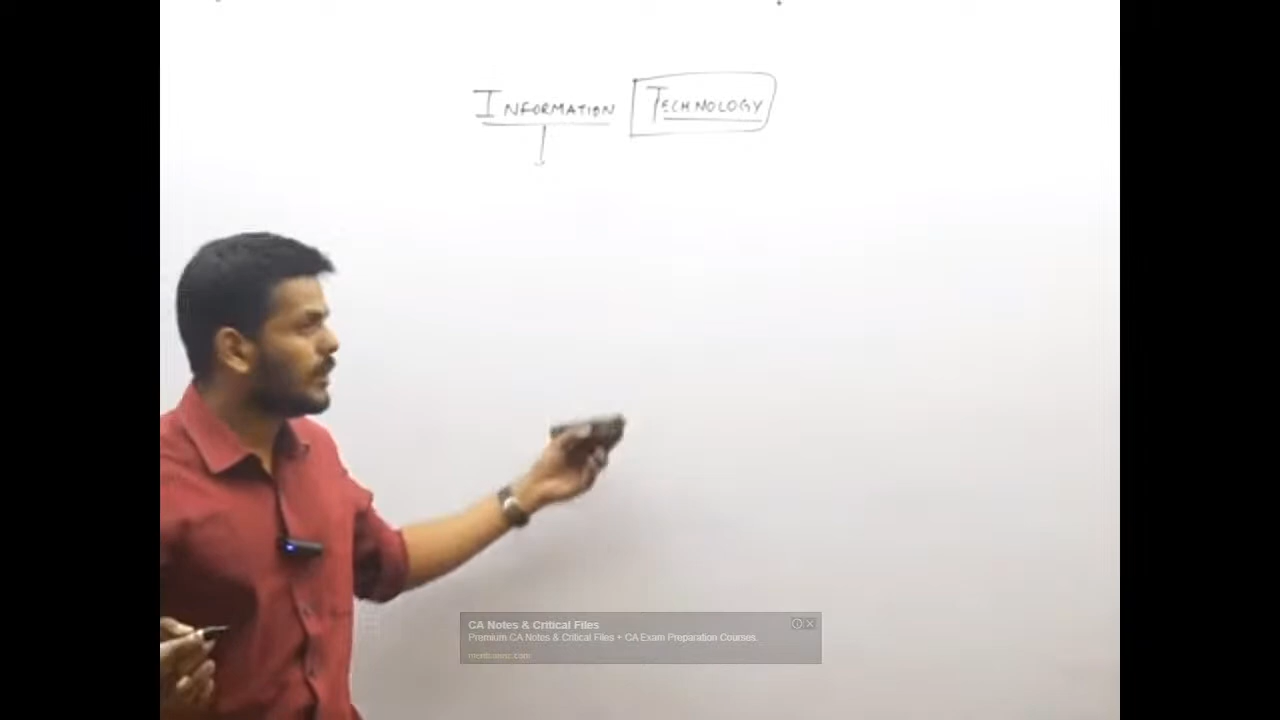 INFORMATION TECHNOLOGY
CA Notes & Critical Files
Premium CA Notes & Critical Files • CA Exam Preparation Courses.